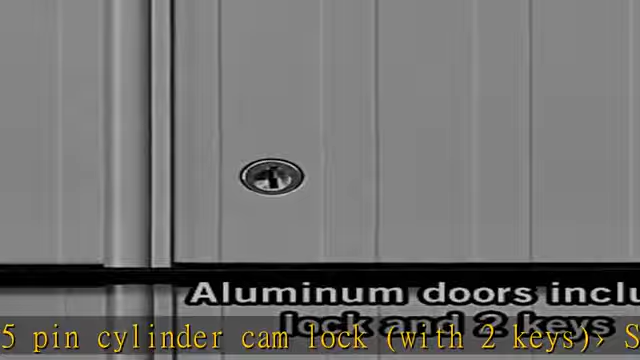 Aluminum doors inclu
lock and 2 keys
5 pin cylinder cam lock (with 2 keys)› S